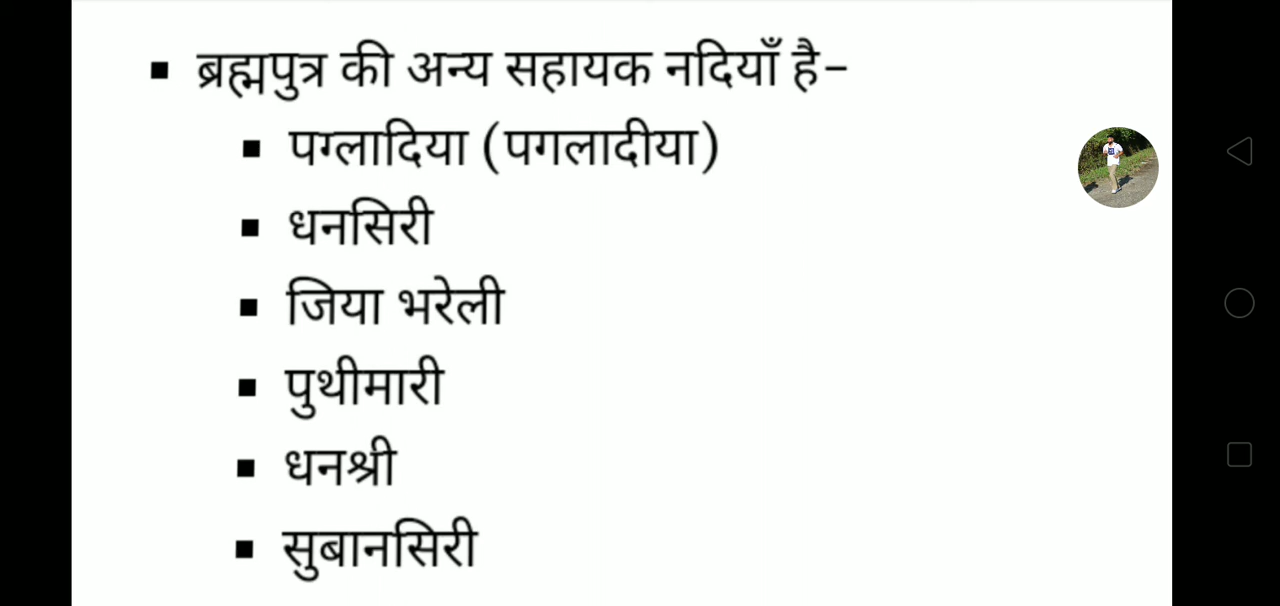 ▪ ब्रह्मपुत्र की अन्य सहायक नदियाँ है–
▪ पग्लादिया (पगलादीया)
▪ धनसिरी
▪ जिया भरेली
▪ पुथीमारी
▪ धनश्री
▪ सुबानसिरी